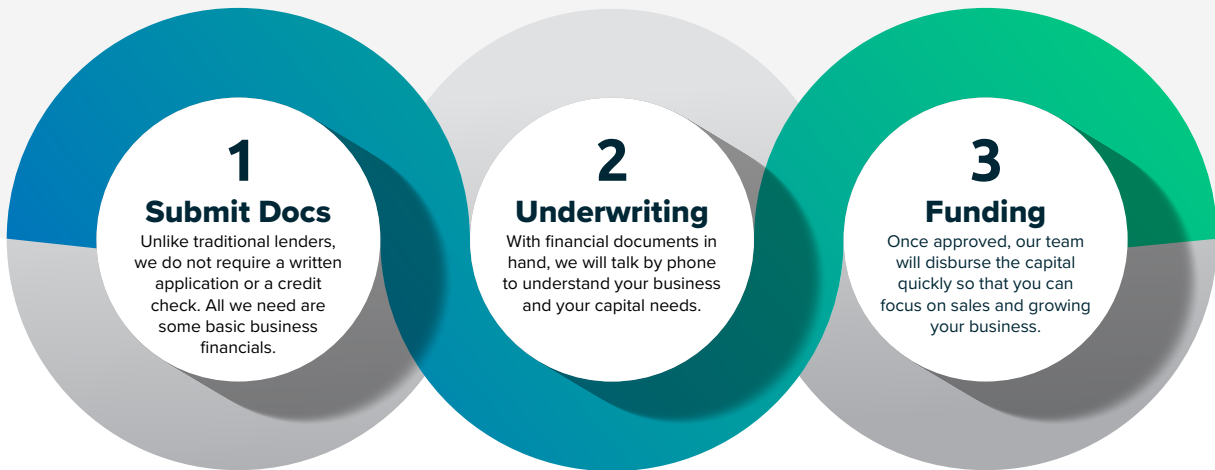 1
Submit Docs
Unlike traditional lenders,
we do not require a written
application or a credit
check. All we need are
some basic business
financials.
2
Underwriting
With financial documents in
hand, we will talk by phone
to understand your business
and your capital needs.
3
Funding
Once approved, our team
will disburse the capital
quickly so that you can
focus on sales and growing
your business.